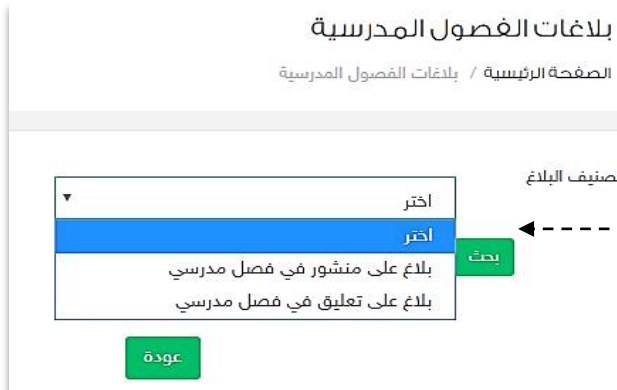 بلاغات الفصول المدرسية
الصفحة الرئيسية / بلاغات الفصول المدرسية
صنيف البلاغ
اختر
اختر
بلاغ على منشور في فصل مدرسي
بلاغ على تعليق في فصل مدرسي
بحث
عودة